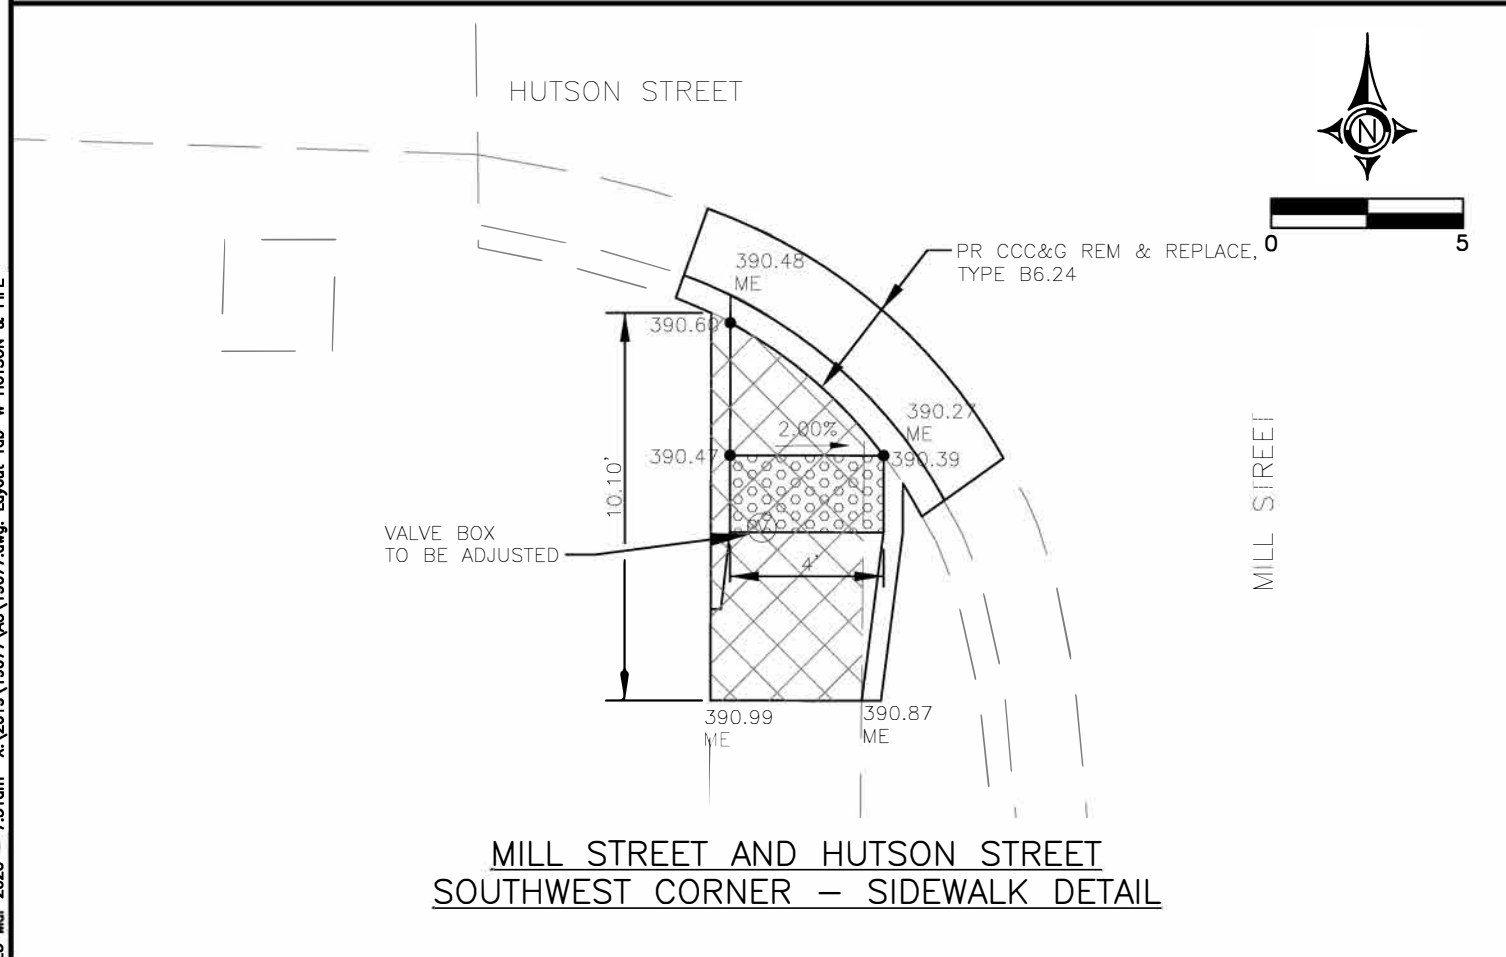 HUTSON STREET
N
0 5
PR CCC&G REM & REPLACE,
TYPE B6.24
390.48
ME
390.60
390.27
ME
2.00%
390.47
390.39
10.10'
MILL STREET
VALVE BOX
TO BE ADJUSTED
4'
390.99
ME
390.87
ME
MILL STREET AND HUTSON STREET
SOUTHWEST CORNER – SIDEWALK DETAIL